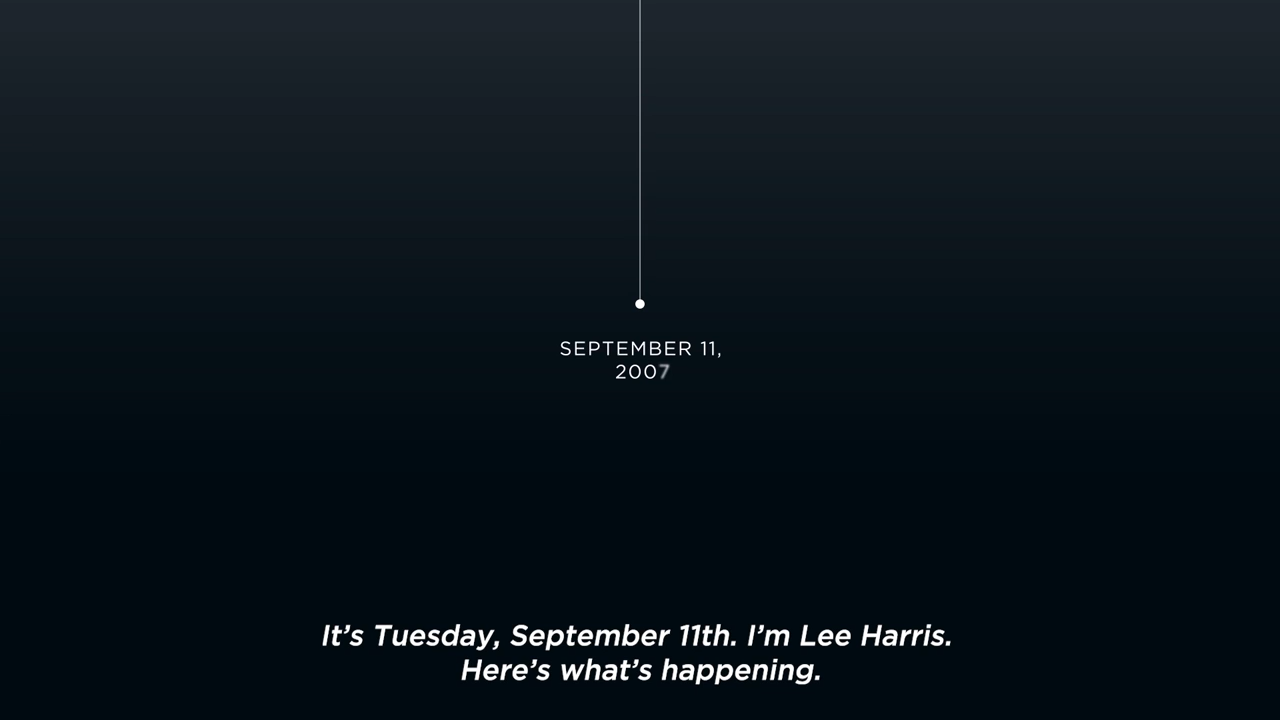 SEPTEMBER 11,
2007
It's Tuesday, September 11th. I'm Lee Harris.
Here's what's happening.